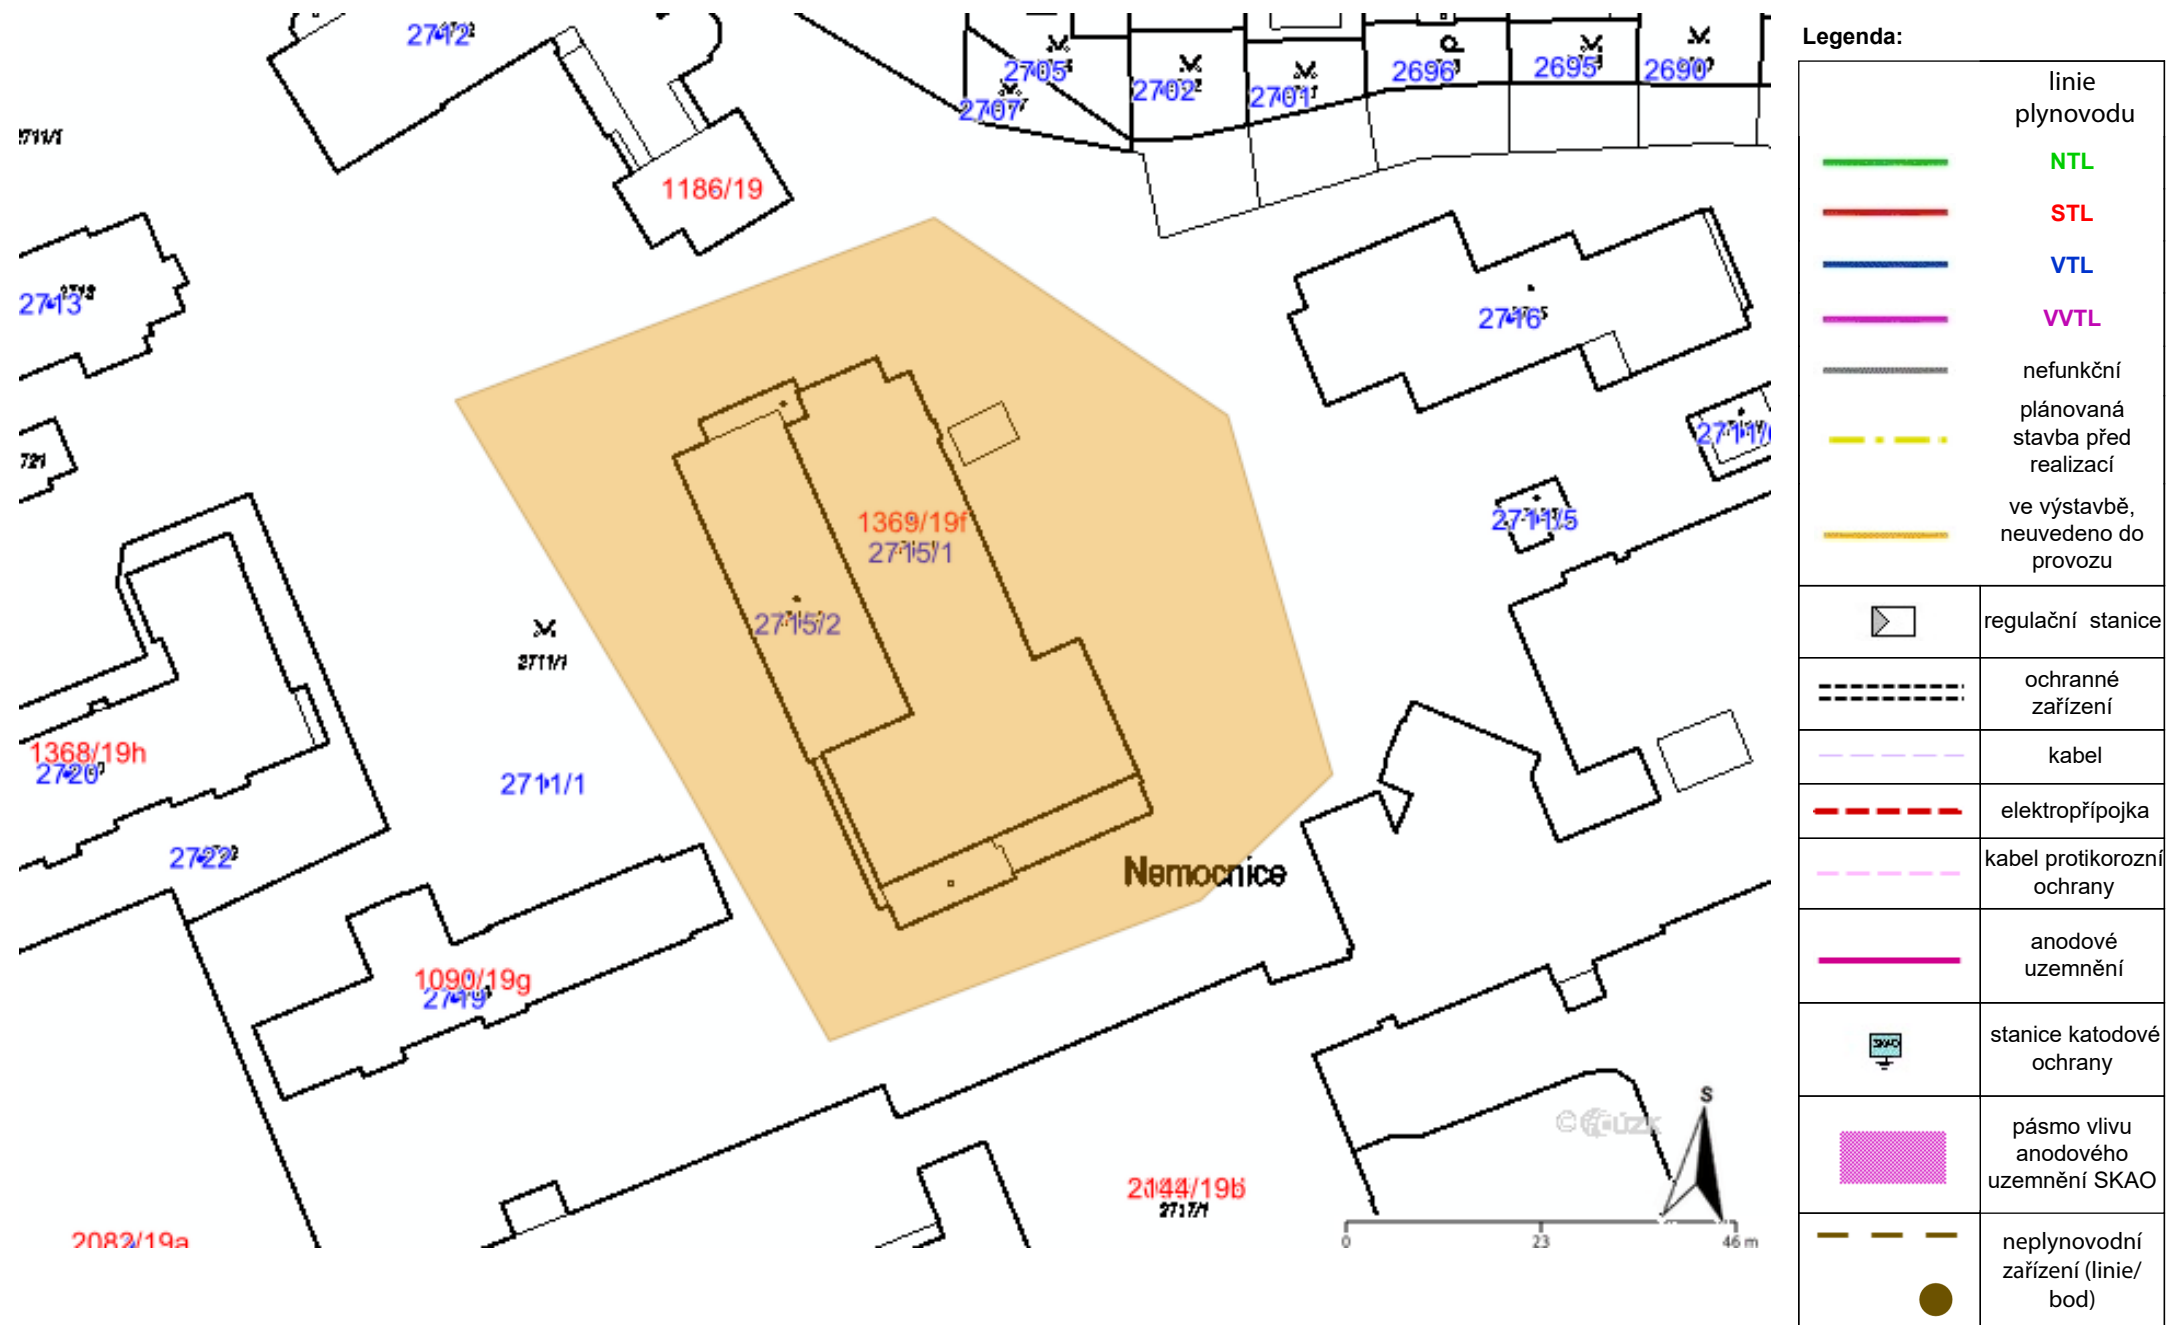 2712
2705
2707
2702
2701
2696
2695
2690
2711/1
1186/19
2713
2716
721
2711/5
1369/19f
2715/1
2715/2
2711/1
2711/1
1368/19h
2720
2722
Nemocnice
1090/19g
2719
2717/1
2082/19a
S
0 23 46 m
Legenda:
linie
plynovodu
NTL
STL
VTL
VVTL
nefunkční
plánovaná
stavba před
realizací
ve výstavbě,
neuvedeno do
provozu
regulační stanice
ochranné
zařízení
kabel
elektropřípojka
kabel protikorozní
ochrany
anodové
uzemnění
SKAO
stanice katodové
ochrany
pásmo vlivu
anodového
uzemnění SKAO
neplynovodní
zařízení (linie/
bod)